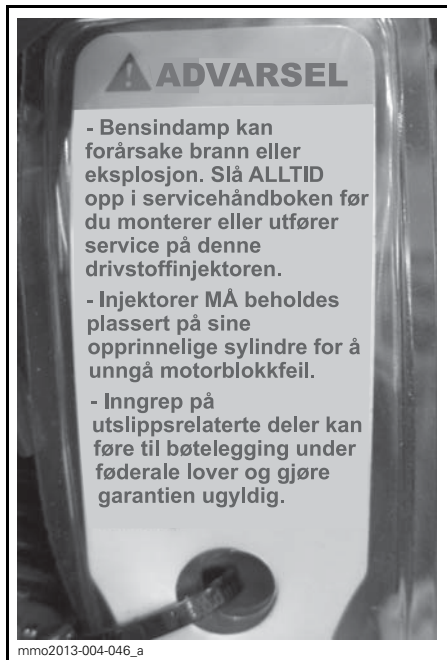 ADVARSEL
- Bensindamp kan
forårsake brann eller
eksplosjon. Slå ALLTID
opp i servicehåndboken før
du monterer eller utfører
service på denne
drivstoffinjektoren.
- Injektorer MÅ beholdes
plassert på sine
opprinnelige sylindre for å
unngå motorblokkfeil.
- Inngrep på
utslippsrelaterte deler kan
føre til bøtelegging under
føderale lover og gjøre
garantien ugyldig.
mmo2013-004-046_a